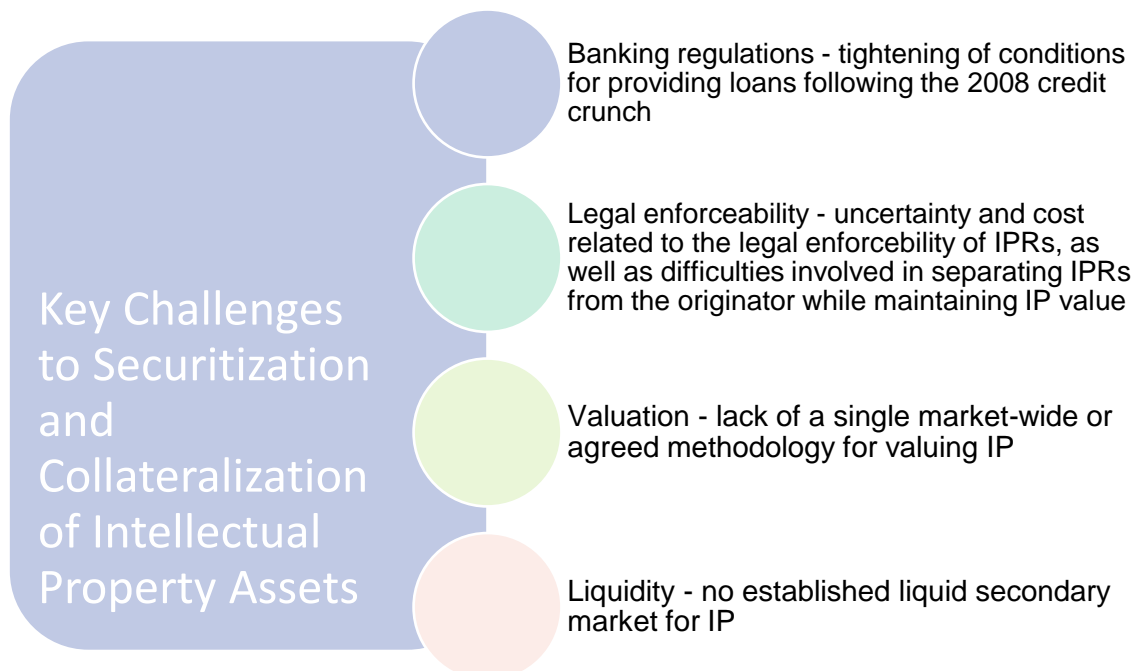 Key Challenges
to Securitization
and
Collateralization
of Intellectual
Property Assets
Banking regulations - tightening of conditions
for providing loans following the 2008 credit
crunch
Legal enforceability - uncertainty and cost
related to the legal enforcebility of IPRs, as
well as difficulties involved in separating IPRs
from the originator while maintaining IP value
Valuation - lack of a single market-wide or
agreed methodology for valuing IP
Liquidity - no established liquid secondary
market for IP